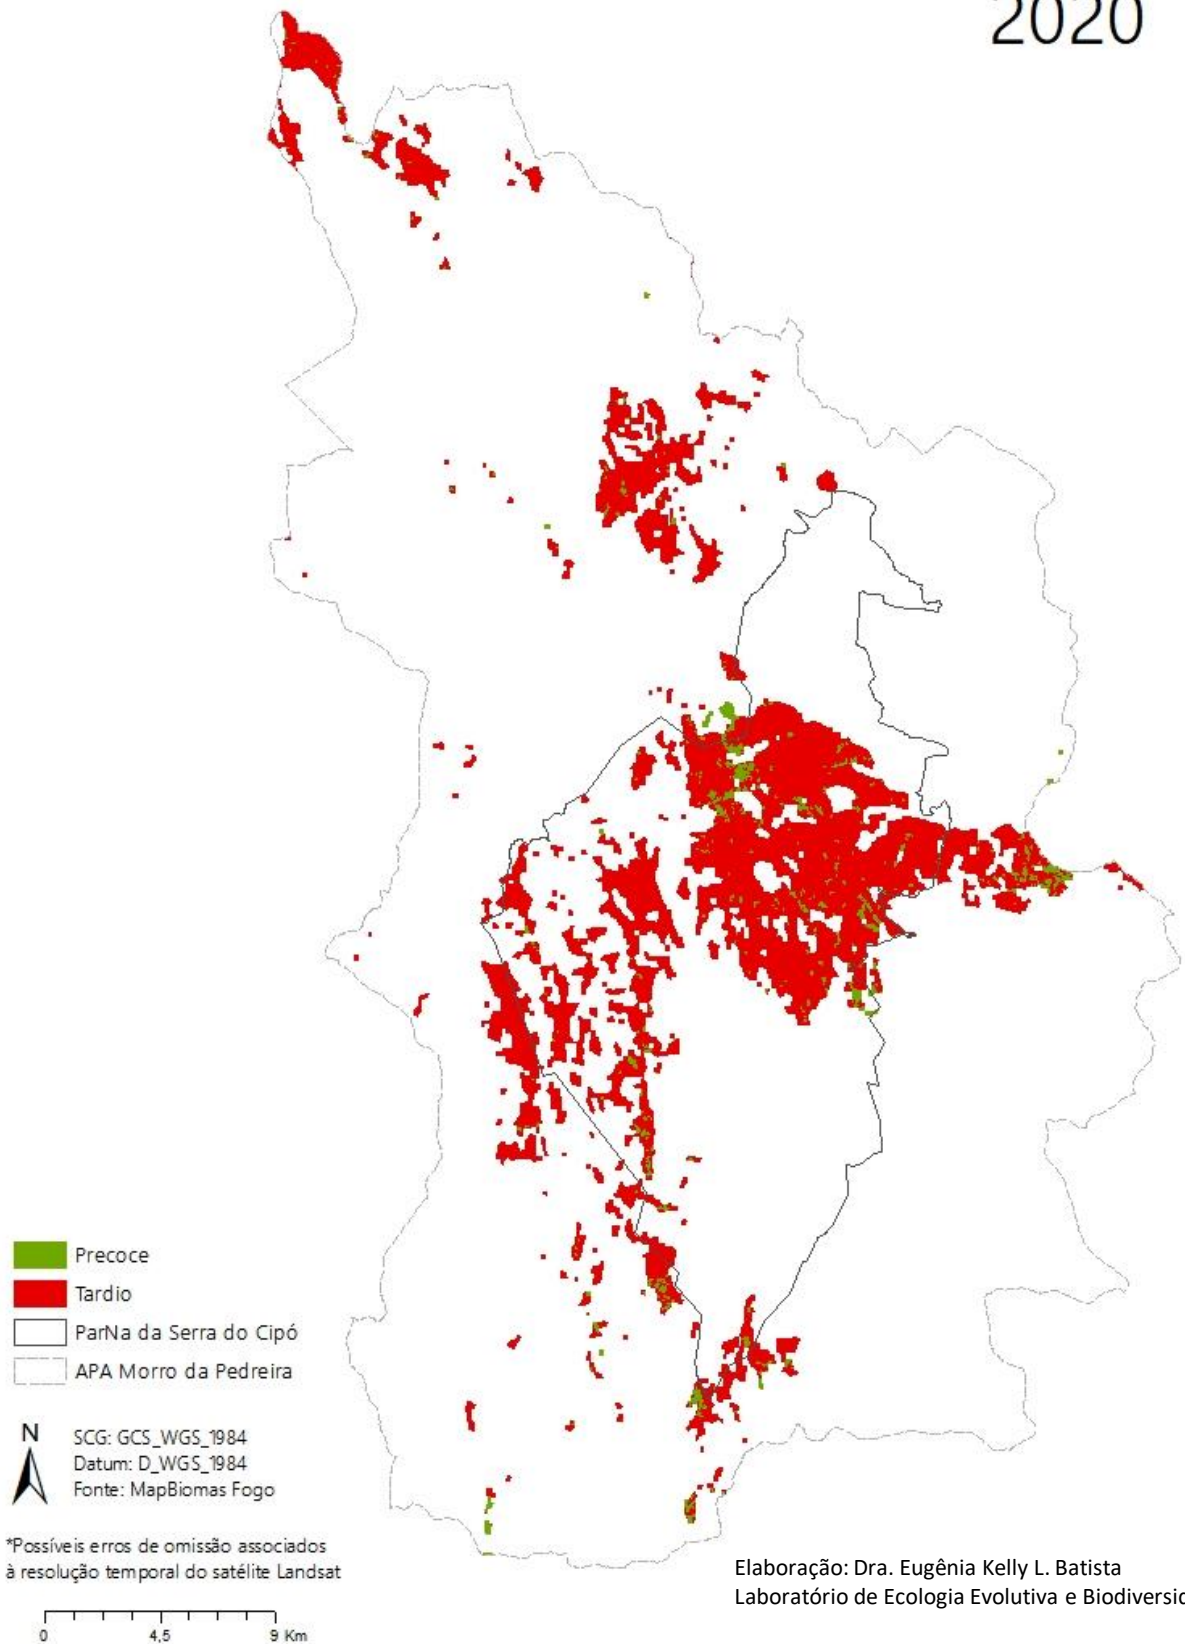 2020
Precoce
Tardio
ParNa da Serra do Cipó
APA Morro da Pedreira
N
SCG: GCS_WGS_1984
Datum: D_WGS_1984
Fonte: MapBiomas Fogo
*Possíveis erros de omissão associados
à resolução temporal do satélite Landsat
0 4,5 9 Km
Elaboração: Dra. Eugênia Kelly L. Batista
Laboratório de Ecologia Evolutiva e